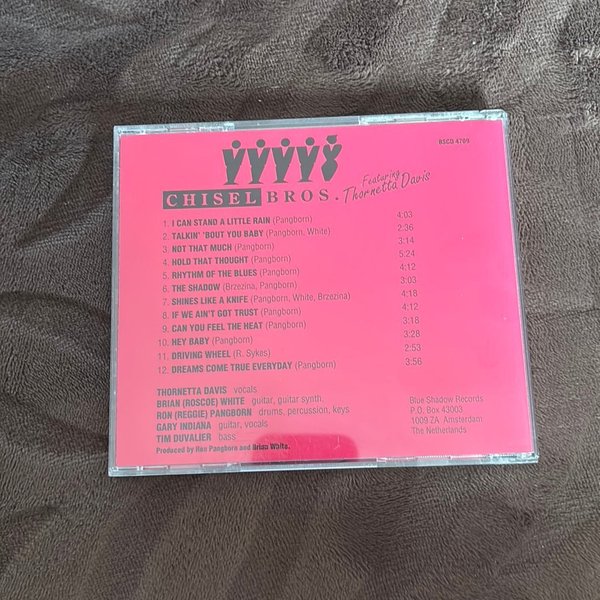 BSCD 4709
CHISEL BROS. Featuring Thornetta Davis
1. I CAN STAND A LITTLE RAIN (Pangborn) 4:03
2. TALKIN' 'BOUT YOU BABY (Pangborn, White) 2:36
3. NOT THAT MUCH (Pangborn) 3:14
4. HOLD THAT THOUGHT (Pangborn) 5:24
5. RHYTHM OF THE BLUES (Pangborn) 4:12
6. THE SHADOW (Brzezina, Pangborn) 3:03
7. SHINES LIKE A KNIFE (Pangborn, White, Brzezina) 4:18
8. IF WE AIN'T GOT TRUST (Pangborn) 4:12
9. CAN YOU FEEL THE HEAT (Pangborn) 3:18
10. HEY BABY (Pangborn) 3:28
11. DRIVING WHEEL (R. Sykes) 2:53
12. DREAMS COME TRUE EVERYDAY (Pangborn) 3:56
THORNETTA DAVIS vocals
BRIAN (ROSCOE) WHITE guitar, guitar synth,
RON (REGGIE) PANGBORN drums, percussion, keys
GARY INDIANA guitar, vocals
TIM DUVALIER bass
Produced by Ron Pangborn and Brian White.
Blue Shadow Records
P.O. Box 43003
1009 ZA Amsterdam
The Netherlands